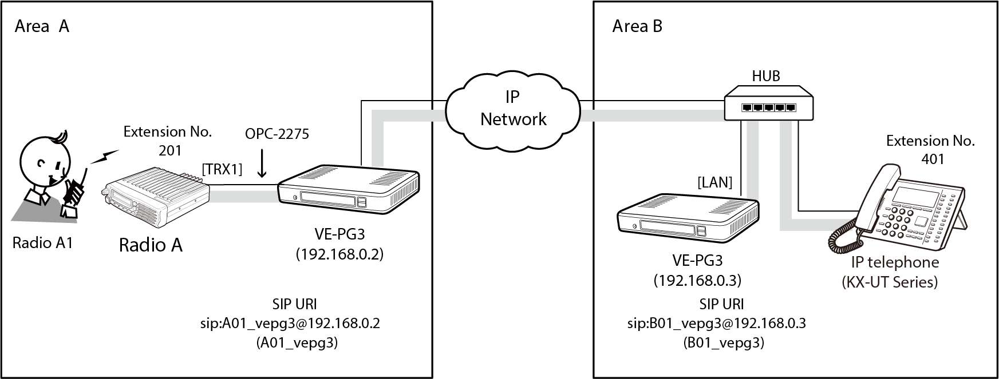 Area A
Extension No.
201
OPC-2275
[TRX1]
Radio A1
Radio A
VE-PG3
(192.168.0.2)
SIP URI
sip:A01_vepg3@192.168.0.2
(A01_vepg3)
IP
Network
Area B
HUB
Extension No.
401
[LAN]
VE-PG3
(192.168.0.3)
IP telephone
(KX-UT Series)
SIP URI
sip:B01_vepg3@192.168.0.3
(B01_vepg3)